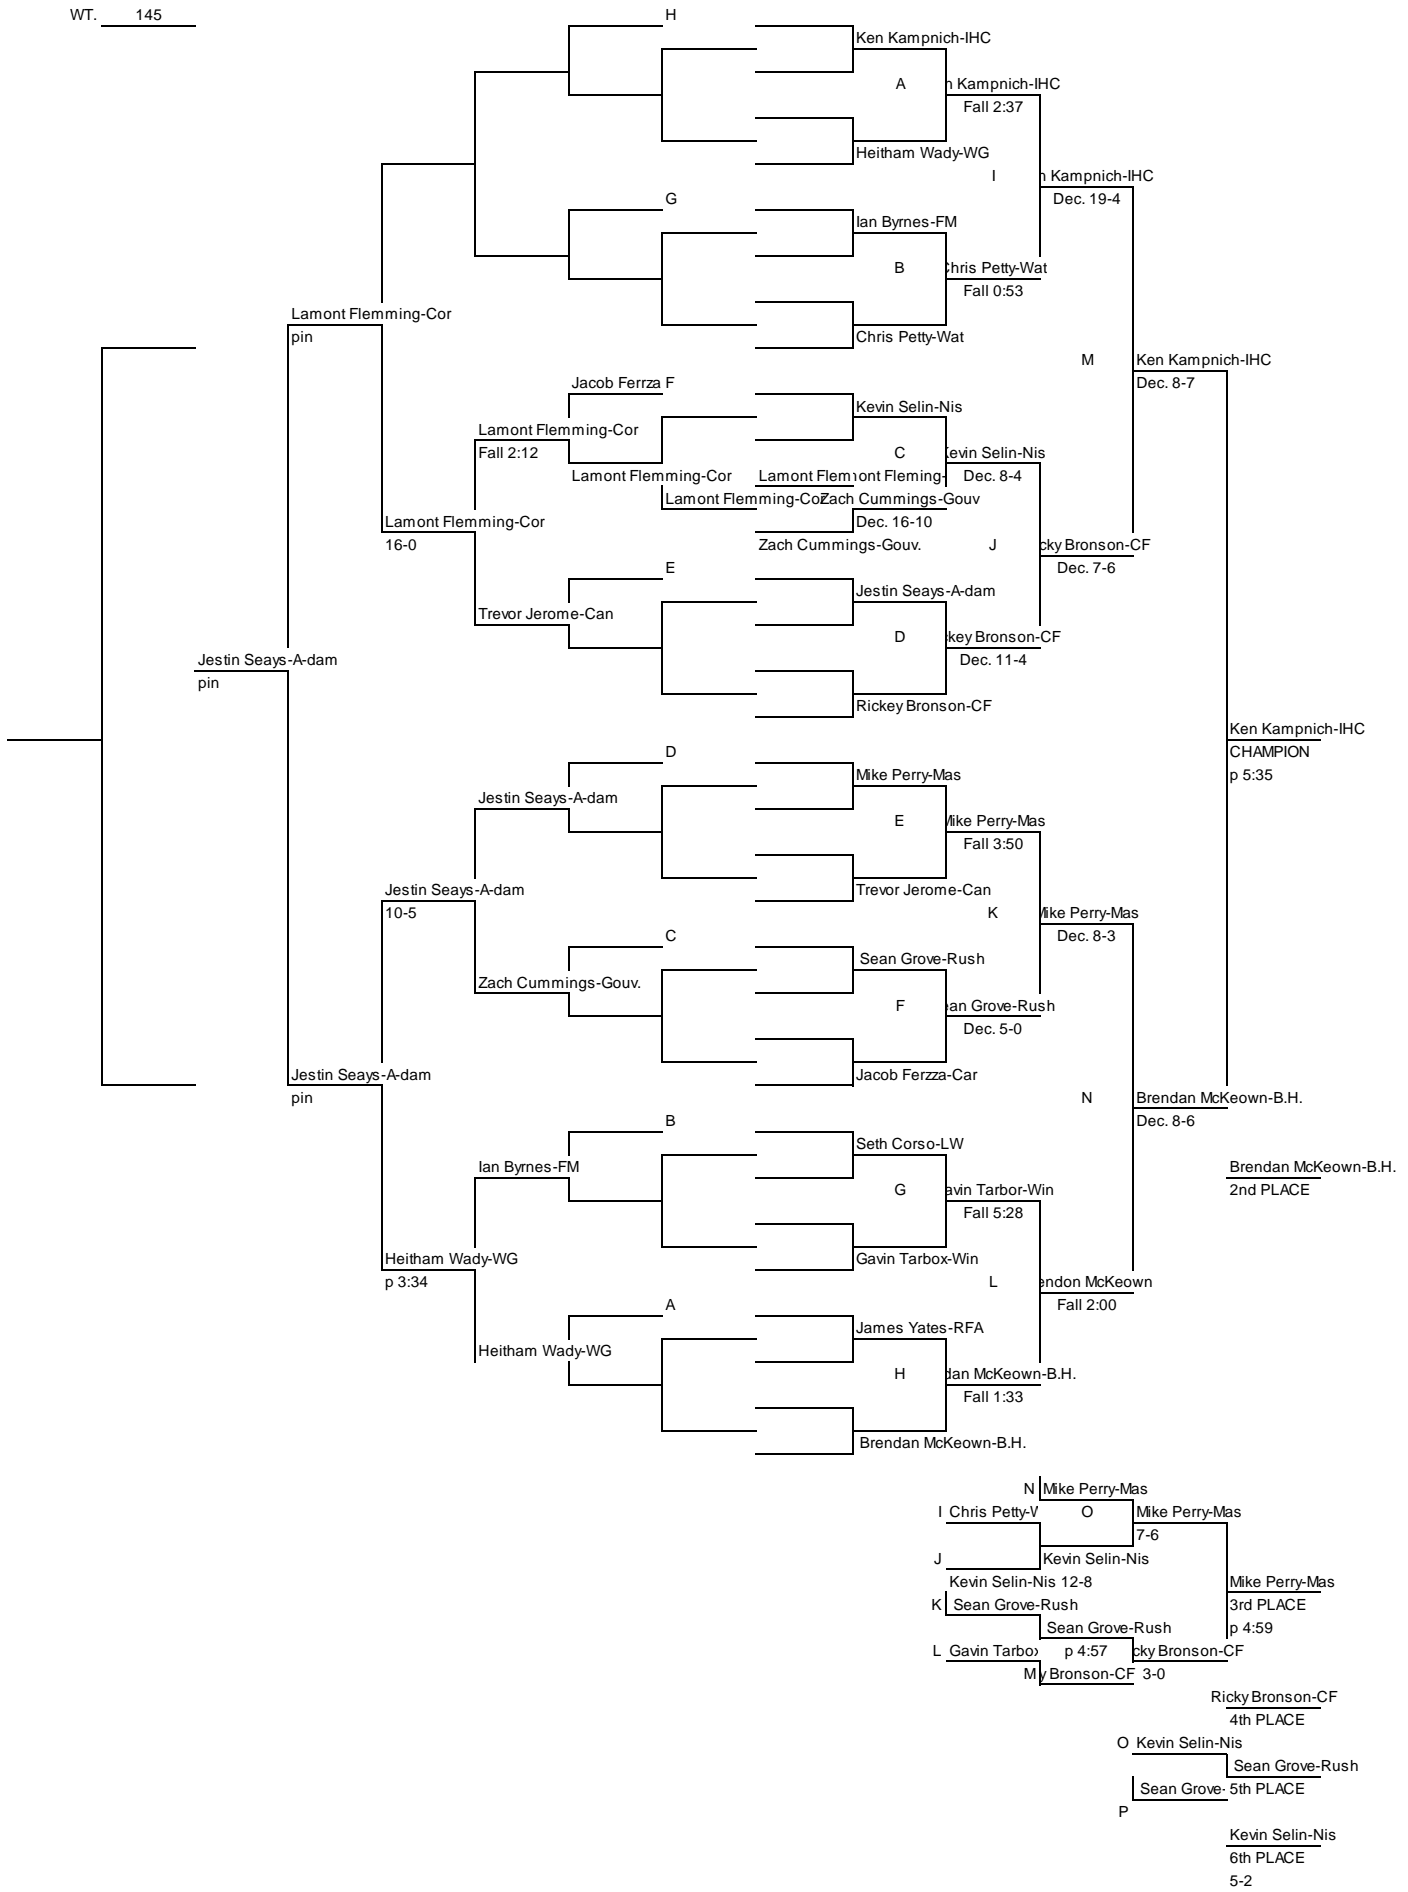 WT. 145
H
Ken Kampnich-IHC
A
n Kampnich-IHC
Fall 2:37
Heitham Wady-WG
I
n Kampnich-IHC
Dec. 19-4
G
Ian Byrnes-FM
B
Chris Petty-Wat
Fall 0:53
Lamont Flemming-Cor
pin
Chris Petty-Wat
M
Ken Kampnich-IHC
Dec. 8-7
Jacob Ferrza F
Kevin Selin-Nis
Lamont Flemming-Cor
Fall 2:12
C
Kevin Selin-Nis
Dec. 8-4
Lamont Flemming-Cor
Lamont Flem
ont Fleming-
Lamont Flemming-Cor
Zach Cummings-Gouv
Dec. 16-10
Lamont Flemming-Cor
16-0
Zach Cummings-Gouv.
J
cky Bronson-CF
Dec. 7-6
E
Jestin Seays-A-dam
Trevor Jerome-Can
D
ckey Bronson-CF
Dec. 11-4
Jestin Seays-A-dam
pin
Rickey Bronson-CF
Ken Kampnich-IHC
CHAMPION
p 5:35
D
Mike Perry-Mas
Jestin Seays-A-dam
E
Mike Perry-Mas
Fall 3:50
Jestin Seays-A-dam
10-5
Trevor Jerome-Can
K
Mike Perry-Mas
Dec. 8-3
C
Sean Grove-Rush
Zach Cummings-Gouv.
F
ean Grove-Rush
Dec. 5-0
Jestin Seays-A-dam
pin
Jacob Ferzza-Car
N
Brendan McKeown-B.H.
Dec. 8-6
B
Seth Corso-LW
Ian Byrnes-FM
Brendan McKeown-B.H.
2nd PLACE
G
avin Tarbor-Win
Fall 5:28
Heitham Wady-WG
p 3:34
Gavin Tarbox-Win
L
endon McKeown
Fall 2:00
A
James Yates-RFA
Heitham Wady-WG
H
dan McKeown-B.H.
Fall 1:33
Brendan McKeown-B.H.
N Mike Perry-Mas
I Chris Petty-W
O
Mike Perry-Mas
7-6
J
Kevin Selin-Nis
Kevin Selin-Nis 12-8
Mike Perry-Mas
3rd PLACE
p 4:59
K Sean Grove-Rush
Sean Grove-Rush
L Gavin Tarbox
p 4:57
cky Bronson-CF
M y Bronson-CF 3-0
Ricky Bronson-CF
4th PLACE
O Kevin Selin-Nis
Sean Grove-Rush
Sean Grove- 5th PLACE
P
Kevin Selin-Nis
6th PLACE
5-2